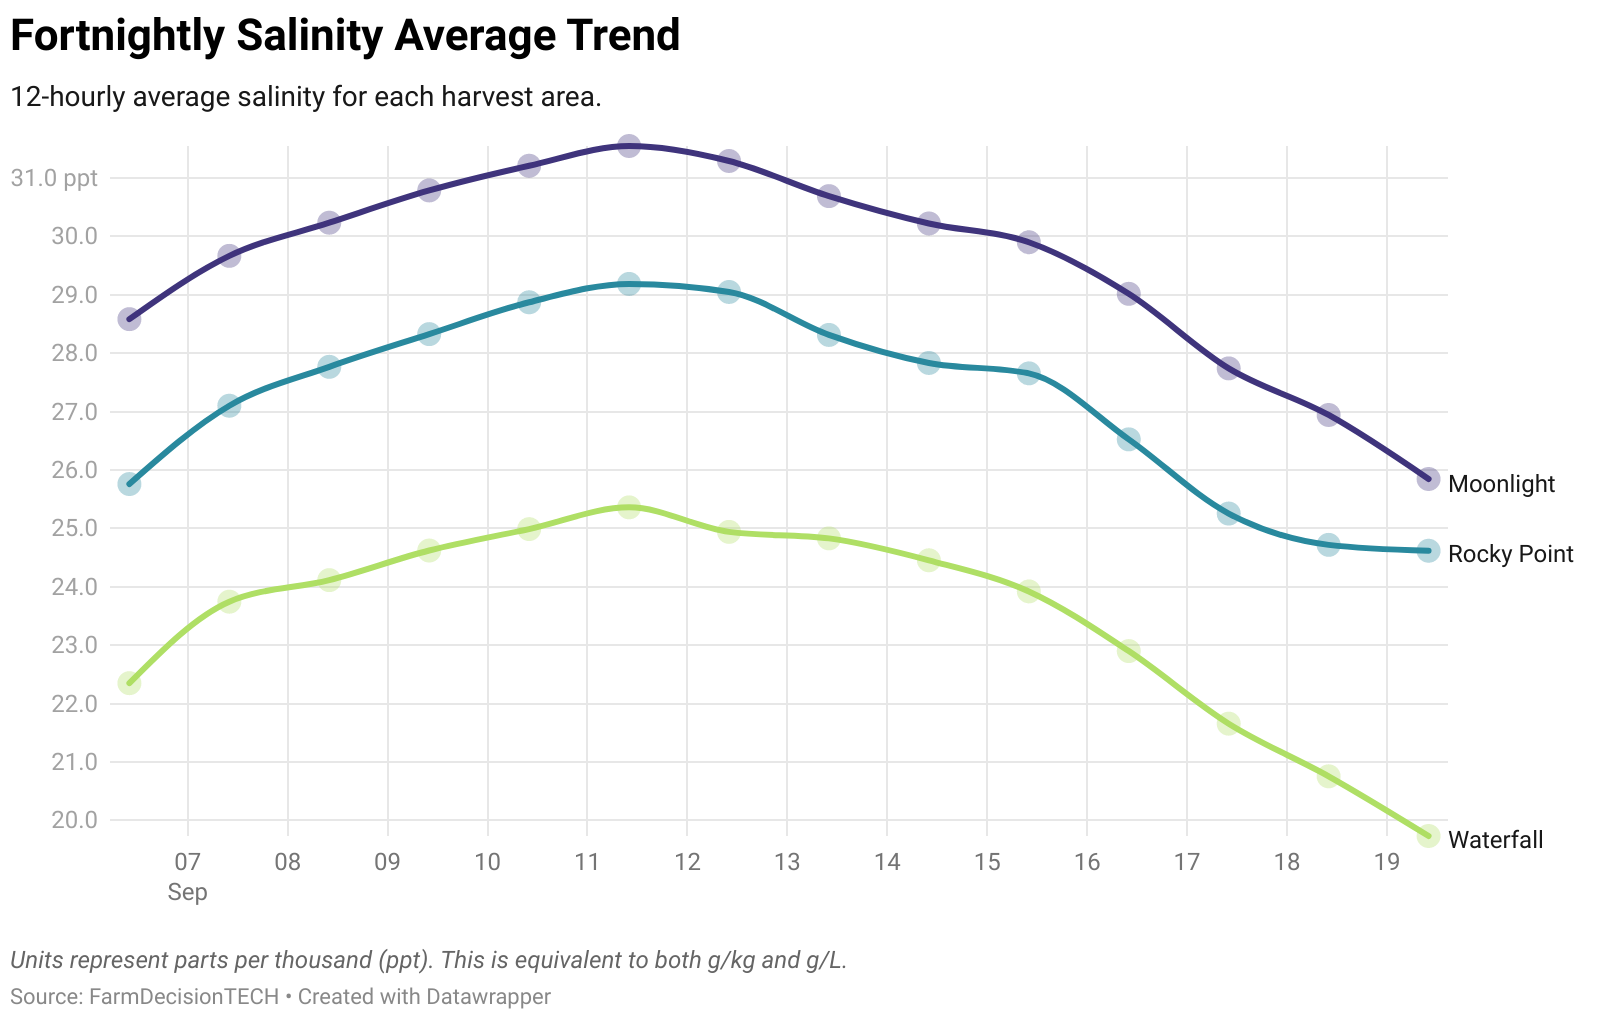 Fortnightly Salinity Average Trend
12-hourly average salinity for each harvest area.
31.0 ppt
30.0
29.0
28.0
27.0
26.0
25.0
24.0
23.0
22.0
21.0
20.0
Moonlight
Rocky Point
Waterfall
07 08 09 10 11 12 13 14 15 16 17 18 19
Sep
Units represent parts per thousand (ppt). This is equivalent to both g/kg and g/L.
Source: FarmDecisionTECH • Created with Datawrapper